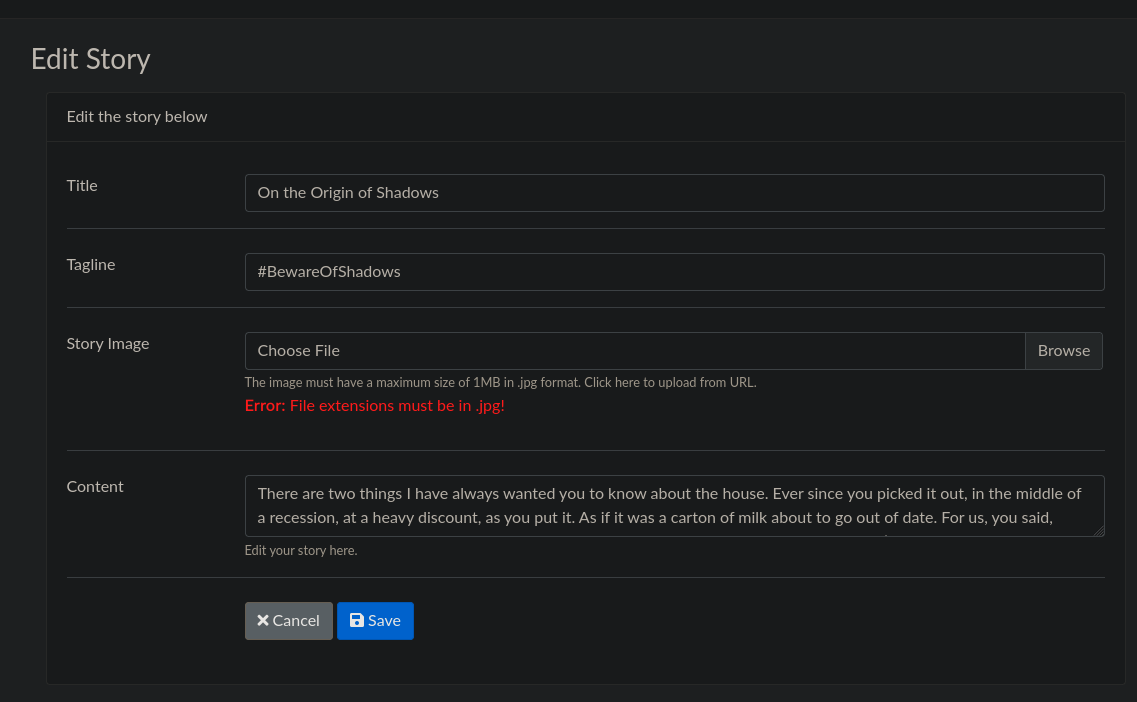 Edit Story
Edit the story below
Title
On the Origin of Shadows
Tagline
#BewareOfShadows
Story Image
Choose File
Browse
The image must have a maximum size of 1MB in .jpg format. Click here to upload from URL.
Error: File extensions must be in .jpg!
Content
There are two things I have always wanted you to know about the house. Ever since you picked it out, in the middle of
a recession, at a heavy discount, as you put it. As if it was a carton of milk about to go out of date. For us, you said,
Edit your story here.
Cancel
Save